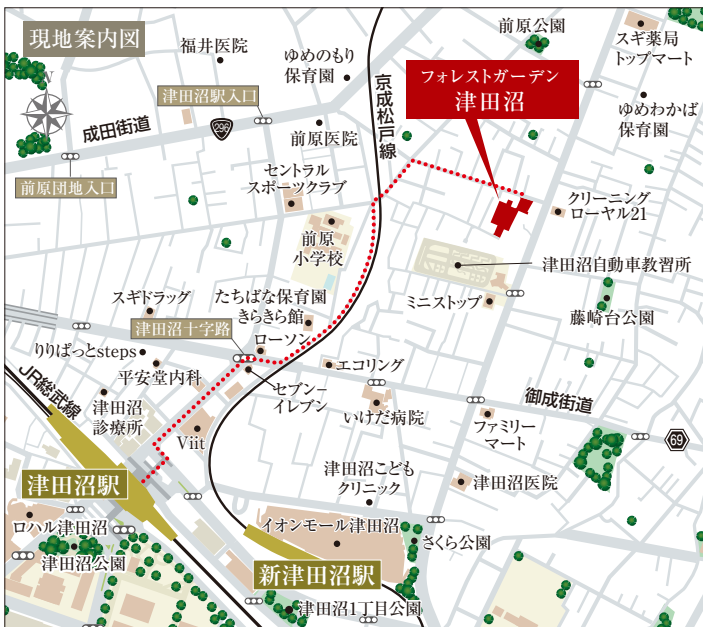 現地案内図
N
福井医院
ゆめのもり
保育園
前原公園
スギ薬局
トップマート
津田沼駅入口
成田街道
296
前原医院
京成松戸線
フォレストガーデン
津田沼
ゆめわかば
保育園
前原団地入口
セントラル
スポーツクラブ
クリーニング
ローヤル21
前原
小学校
津田沼自動車教習所
スギドラッグ
たちばな保育園
きらきら館
ミニストップ
藤崎台公園
津田沼十字路
ローソン
りりぱっとsteps
平安堂内科
エコリング
セブン−
イレブン
JR総武線
津田沼
診療所
いけだ病院
御成街道
Viit
ファミリー
マート
69
津田沼駅
津田沼こども
クリニック
津田沼医院
ロハル津田沼
イオンモール津田沼
さくら公園
津田沼公園
新津田沼駅
津田沼1丁目公園